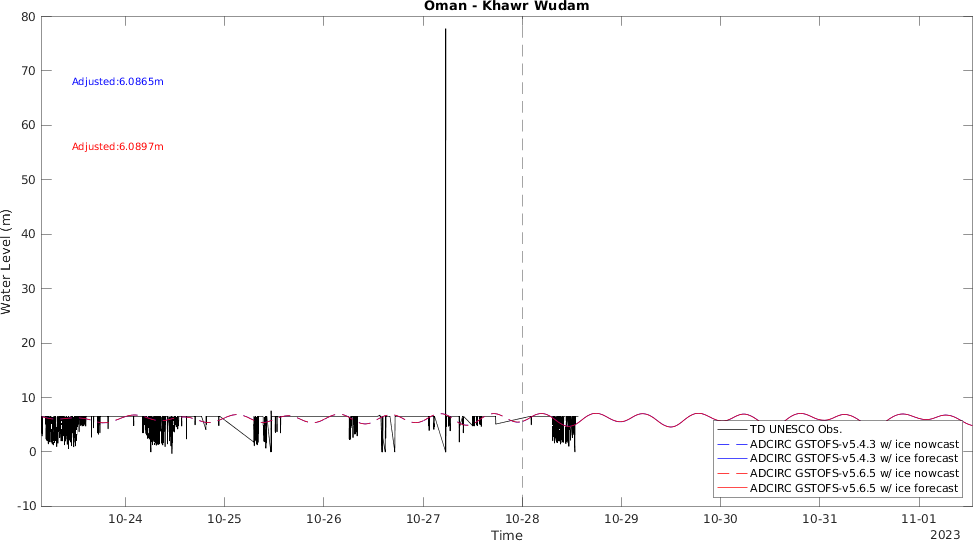 Oman - Khawr Wudam
80
70
60
50
40
30
20
10
0
-10
Water Level (m)
Adjusted:6.0865m
Adjusted:6.0897m
TD UNESCO Obs.
ADCIRC GSTOFS-v5.4.3 w/ ice nowcast
ADCIRC GSTOFS-v5.4.3 w/ ice forecast
ADCIRC GSTOFS-v5.6.5 w/ ice nowcast
ADCIRC GSTOFS-v5.6.5 w/ ice forecast
10-24 10-25 10-26 10-27 10-28 10-29 10-30 10-31 11-01
Time
2023